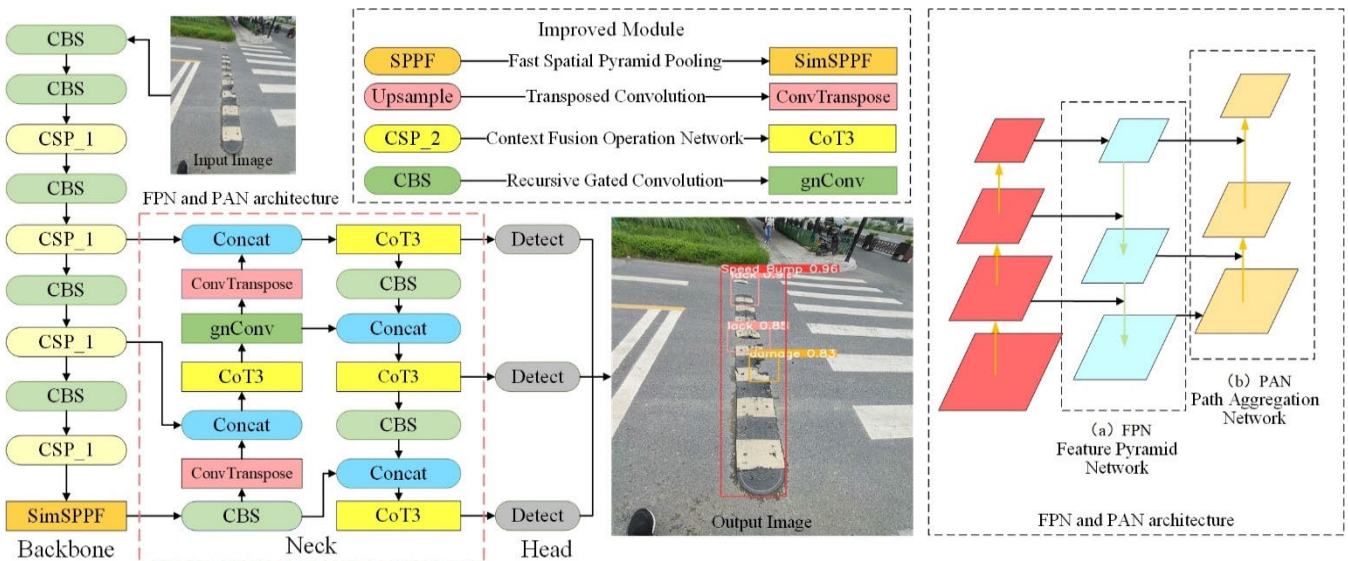 CBS
CBS
CSP_1
CBS
CSP_1
CBS
CSP_1
CBS
CSP_1
SimSPPF
Backbone
Input Image
Improved Module
SPPF Fast Spatial Pyramid Pooling SimSPPF
Upsample Transposed Convolution ConvTranspose
CSP_2 Context Fusion Operation Network CoT3
CBS Recursive Gated Convolution gnConv
FPN and PAN architecture
Concat CoT3 Detect
ConvTranspose CBS
gnConv Concat
CoT3 CoT3 Detect
Concat CBS
ConvTranspose Concat
CBS CoT3 Detect
Neck
Head
Speed Bump 0.96
lack
lack 0.85
damage 0.83
Output Image
(a) FPN
Feature Pyramid
Network
(b) PAN
Path Aggregation
Network
FPN and PAN architecture